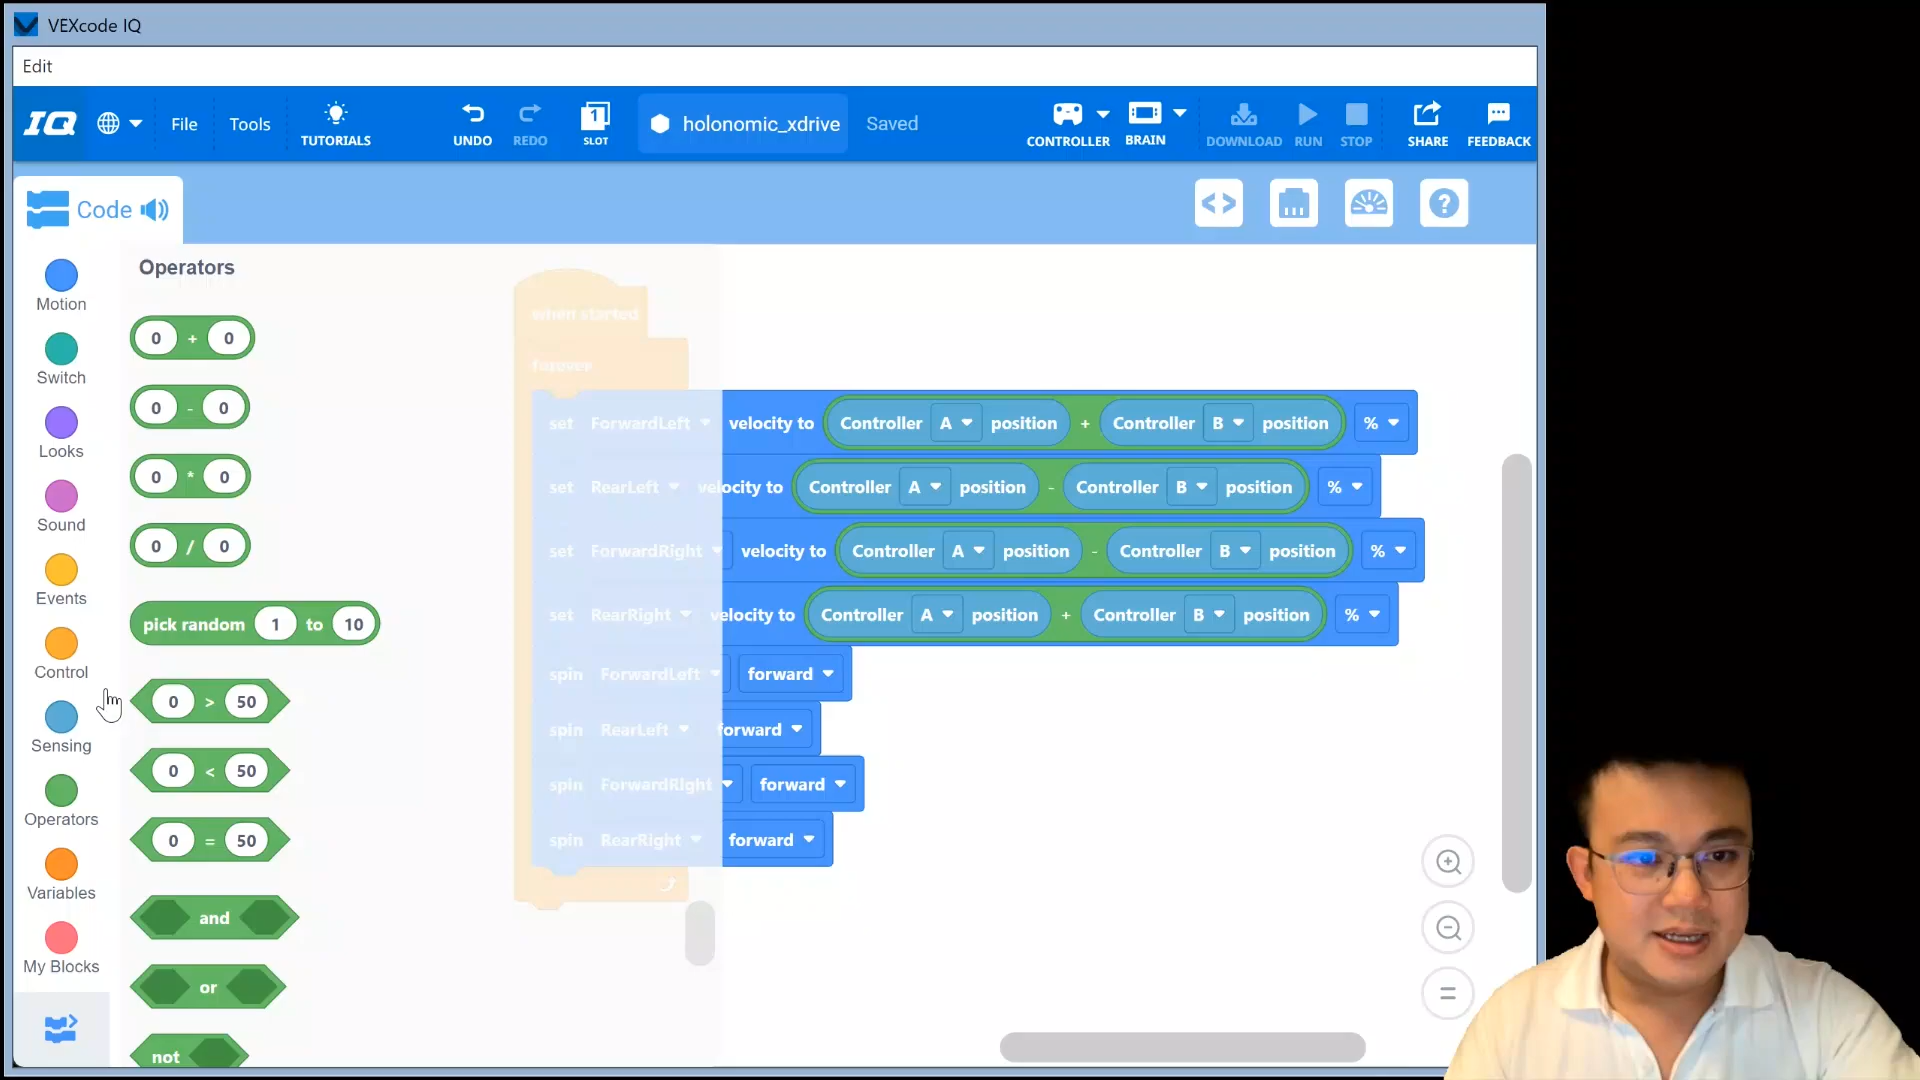 VEXcode IQ
Edit
IQ
File
Tools
TUTORIALS
UNDO
REDO
1
SLOT
holonomic_xdrive
Saved
CONTROLLER
BRAIN
DOWNLOAD
RUN
STOP
SHARE
FEEDBACK
Code
Motion
Switch
Looks
Sound
Events
Control
Sensing
Operators
Variables
My Blocks
Operators
0 + 0
0 - 0
0 * 0
0 / 0
pick random 1 to 10
0 > 50
0 < 50
0 = 50
and
or
not
when started
forever
set ForwardLeft velocity to Controller A position + Controller B position %
set RearLeft velocity to Controller A position - Controller B position %
set ForwardRight velocity to Controller A position - Controller B position %
set RearRight velocity to Controller A position + Controller B position %
spin ForwardLeft forward
spin RearLeft forward
spin ForwardRight forward
spin RearRight forward